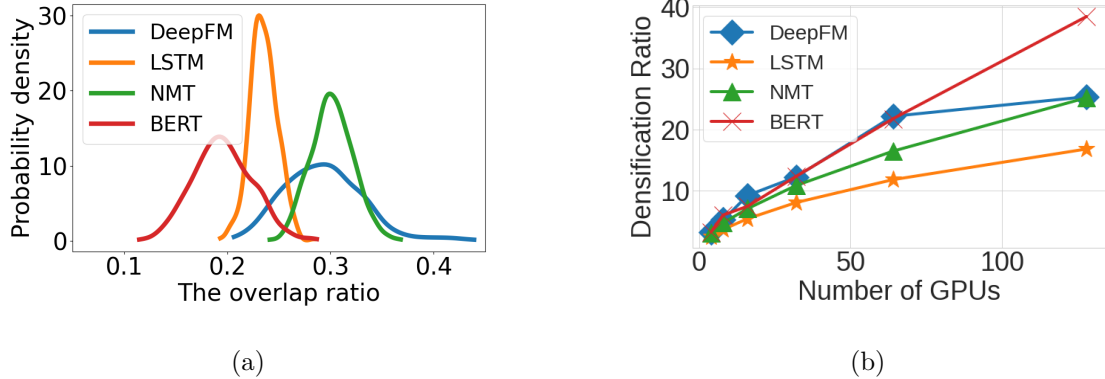 30
20
10
0
Probability density
DeepFM
LSTM
NMT
BERT
0.1 0.2 0.3 0.4
The overlap ratio
(a)
40
30
20
10
Densification Ratio
DeepFM
LSTM
NMT
BERT
0 50 100
Number of GPUs
(b)